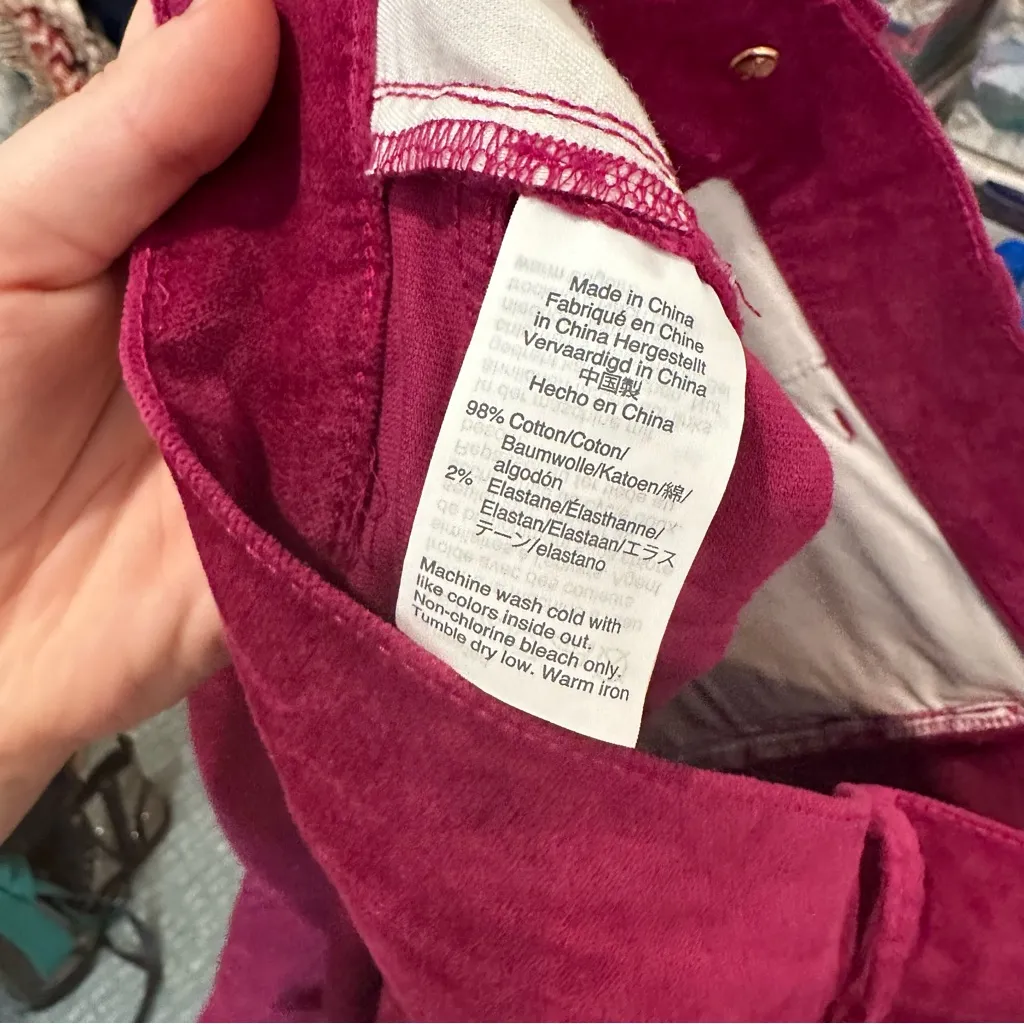 Made in China
Fabriqué en Chine
in China Hergestellt
Vervaardigd in China
中国製
Hecho en China
98% Cotton/Coton/
Baumwolle/Katoen/綿/
algodón
2% Elastane/Élasthanne/
Elastan/Elastaan/エラス
テーン/elastano
Machine wash cold with
like colors inside out.
Non-chlorine bleach only.
Tumble dry low. Warm iron